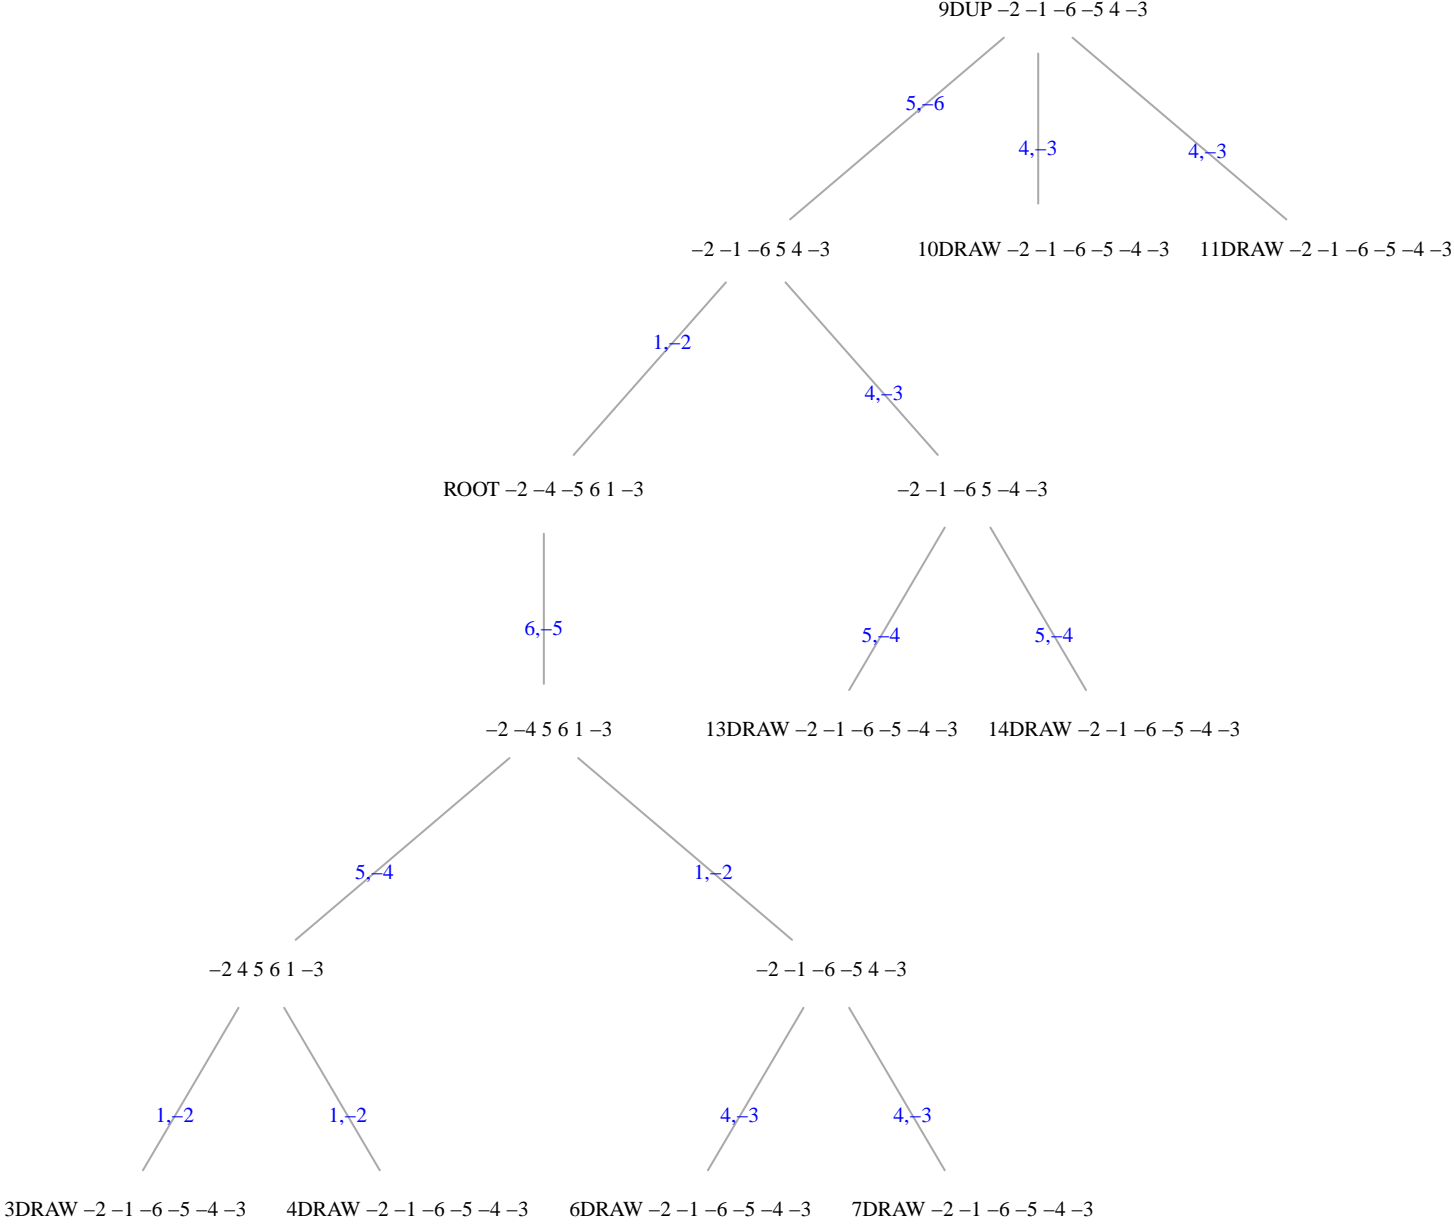 9DUP –2 –1 –6 –5 4 –3
5,–6
4,–3
4,–3
–2 –1 –6 5 4 –3
10DRAW –2 –1 –6 –5 –4 –3
11DRAW –2 –1 –6 –5 –4 –3
1,–2
4,–3
ROOT –2 –4 –5 6 1 –3
–2 –1 –6 5 –4 –3
6,–5
5,–4
5,–4
–2 –4 5 6 1 –3
13DRAW –2 –1 –6 –5 –4 –3
14DRAW –2 –1 –6 –5 –4 –3
5,–4
1,–2
–2 4 5 6 1 –3
–2 –1 –6 –5 4 –3
1,–2
1,–2
4,–3
4,–3
3DRAW –2 –1 –6 –5 –4 –3
4DRAW –2 –1 –6 –5 –4 –3
6DRAW –2 –1 –6 –5 –4 –3
7DRAW –2 –1 –6 –5 –4 –3